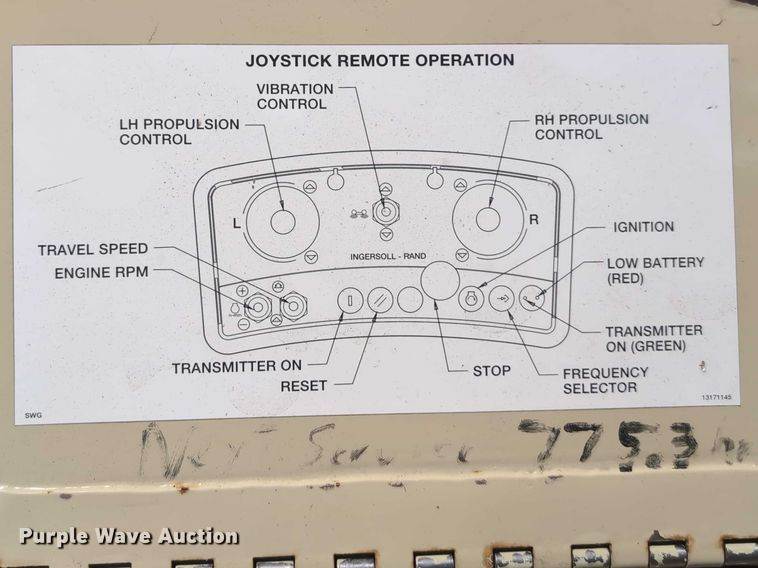 JOYSTICK REMOTE OPERATION
VIBRATION
CONTROL
LH PROPULSION
CONTROL
RH PROPULSION
CONTROL
L
R
INGERSOLL - RAND
TRAVEL SPEED
ENGINE RPM
IGNITION
LOW BATTERY
(RED)
TRANSMITTER
ON (GREEN)
TRANSMITTER ON
RESET
STOP
FREQUENCY
SELECTOR
SWG
13171145
Next Service 775.3 hr
Purple Wave Auction